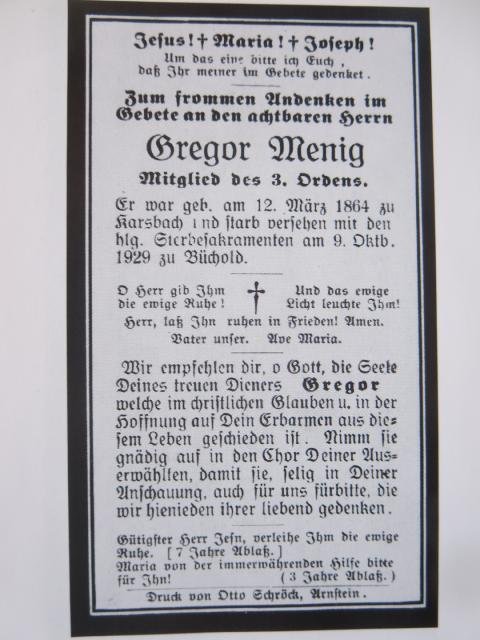 Jesus! † Maria! † Joseph!
Um das eine bitte ich Euch,
daß Ihr meiner im Gebete gedenket.
Zum frommen Andenken im
Gebete an den achtbaren Herrn
Gregor Menig
Mitglied des 3. Ordens.
Er war geb. am 12. März 1864 zu
Karsbach und starb versehen mit den
hlg. Sterbesakramenten am 9. Oktb.
1929 zu Büchold.
O Herr gib Ihm
die ewige Ruhe!
†
Und das ewige
Licht leuchte Ihm!
Herr, laß Ihn ruhen in Frieden! Amen.
Vater unser. Ave Maria.
Wir empfehlen dir, o Gott, die Seele
Deines treuen Dieners Gregor
welche im christlichen Glauben u. in der
Hoffnung auf Dein Erbarmen aus die-
sem Leben geschieden ist. Nimm sie
gnädig auf in den Chor Deiner Aus-
erwählten, damit sie, selig in Deiner
Anschauung, auch für uns fürbitte, die
wir hienieden ihrer liebend gedenken.
Gütigster Herr Jesu, verleihe Ihm die ewige
Ruhe. [7 Jahre Ablaß.]
Maria von der immerwährenden Hilfe bitte
für Ihn! (3 Jahre Ablaß.)
Druck von Otto Schröck, Arnstein.